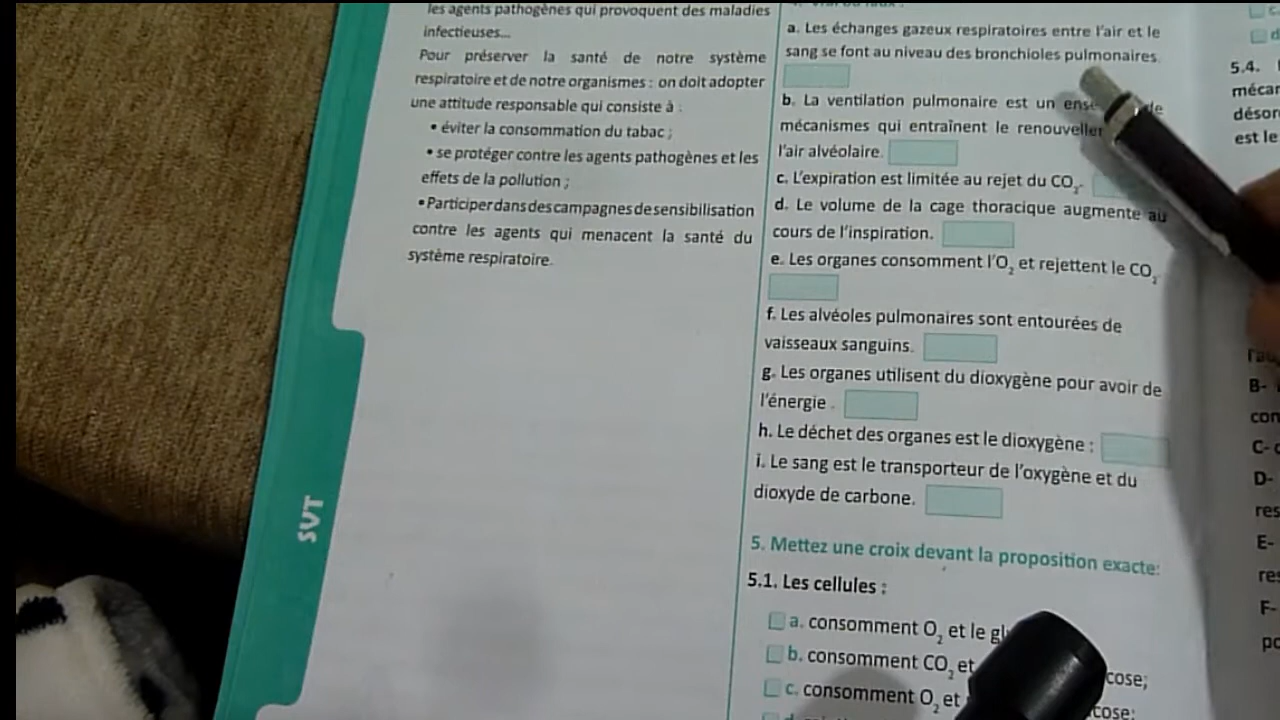 les agents pathogènes qui provoquent des maladies
infectieuses...
Pour préserver la santé de notre système
respiratoire et de notre organismes : on doit adopter
une attitude responsable qui consiste à :
• éviter la consommation du tabac ;
• se protéger contre les agents pathogènes et les
effets de la pollution ;
• Participer dans des campagnes de sensibilisation
contre les agents qui menacent la santé du
système respiratoire.
SVT
a. Les échanges gazeux respiratoires entre l'air et le
sang se font au niveau des bronchioles pulmonaires.
b. La ventilation pulmonaire est un de
mécanismes qui entraînent le
l'air alvéolaire.
c. L'expiration est limitée au rejet du CO₂.
d. Le volume de la cage thoracique augmente au
cours de l'inspiration.
e. Les organes consomment l'O₂ et rejettent le CO₂
f. Les alvéoles pulmonaires sont entourées de
vaisseaux sanguins.
g. Les organes utilisent du dioxygène pour avoir de
l'énergie .
h. Le déchet des organes est le dioxygène :
i. Le sang est le transporteur de l'oxygène et du
dioxyde de carbone.
5. Mettez une croix devant la proposition exacte:
5.1. Les cellules :
a. consomment O₂ et le
b. consomment CO₂ et
c. consomment O₂ et
5.4.
est le
B-
C-
D-
E-
F-